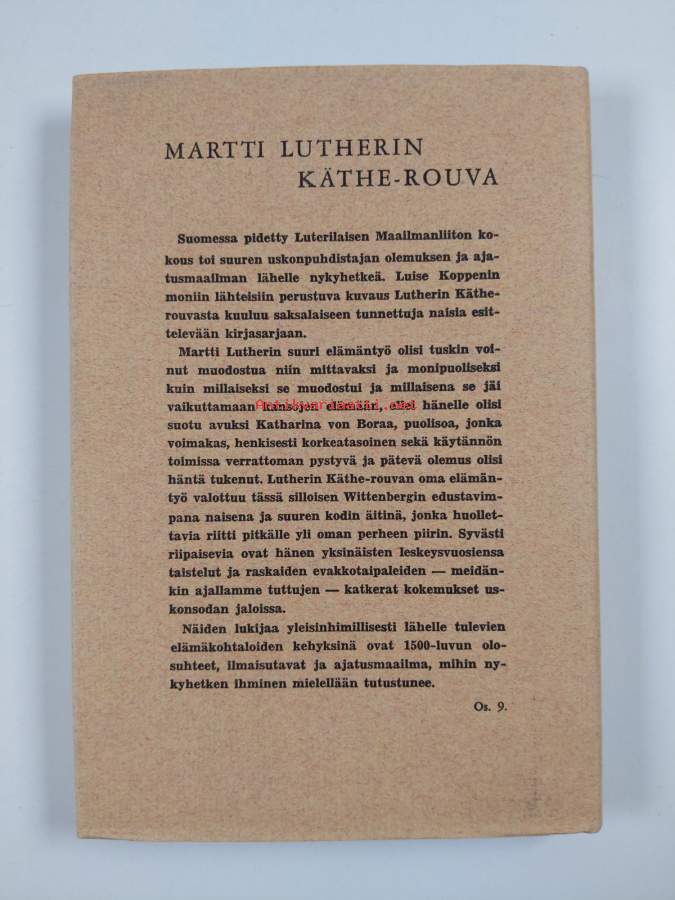 MARTTI LUTHERIN
KÄTHE-ROUVA
Suomessa pidetty Luterilaisen Maailmanliiton ko-
kous toi suuren uskonpuhdistajan olemuksen ja aja-
tusmaailman lähelle nykyhetkeä. Luise Koppenin
moniin lähteisiin perustuva kuvaus Lutherin Käthe-
rouvasta kuuluu saksalaiseen tunnettuja naisia esit-
televään kirjasarjaan.
Martti Lutherin suuri elämäntyö olisi tuskin voi-
nut muodostua niin mittavaksi ja monipuoliseksi
kuin millaiseksi se muodostui ja millaisena se jäi
vaikuttamaan kansojen elämään, ellei hänelle olisi
Antikvariaatti.net
suotu avuksi Katharina von Boraa, puolisoa, jonka
voimakas, henkisesti korkeatasoinen sekä käytännön
toimissa verrattoman pystyvä ja pätevä olemus olisi
häntä tukenut. Lutherin Käthe-rouvan oma elämän-
työ valottuu tässä silloisen Wittenbergin edustavim-
pana naisena ja suuren kodin äitinä, jonka huollet-
tavia riitti pitkälle yli oman perheen piirin. Syvästi
riipaisevia ovat hänen yksinäisten leskeysvuosiensa
taistelut ja raskaiden evakkotaipaleiden — meidän-
kin ajallamme tuttujen — katkerat kokemukset us-
konsodan jaloissa.
Näiden lukijaa yleisinhimillisesti lähelle tulevien
elämäkohtaloiden kehyksinä ovat 1500-luvun olo-
suhteet, ilmaisutavat ja ajatusmaailma, mihin ny-
kyhetken ihminen mielellään tutustunee.
Os. 9.